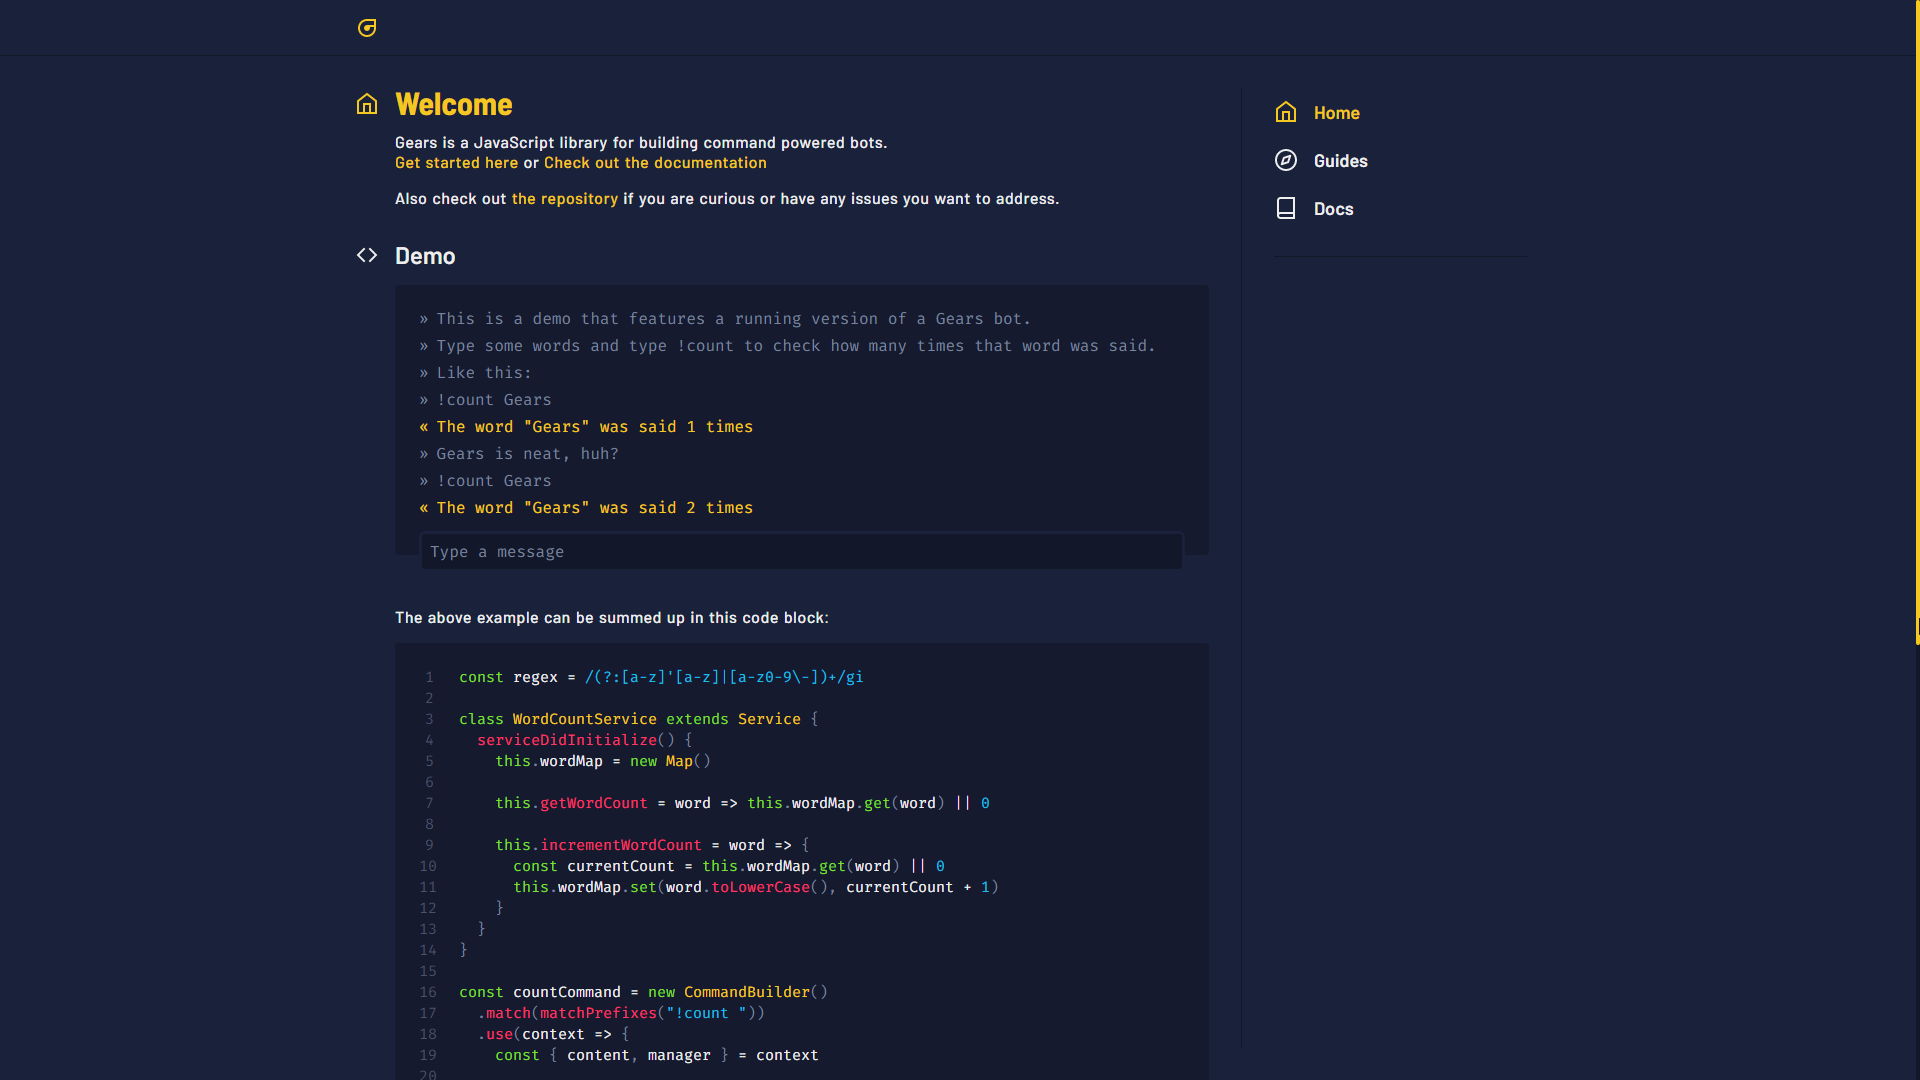 Welcome
Gears is a JavaScript library for building command powered bots.
Get started here or Check out the documentation
Also check out the repository if you are curious or have any issues you want to address.
Demo
» This is a demo that features a running version of a Gears bot.
» Type some words and type !count to check how many times that word was said.
» Like this:
» !count Gears
« The word "Gears" was said 1 times
» Gears is neat, huh?
» !count Gears
« The word "Gears" was said 2 times
Type a message
The above example can be summed up in this code block:
1 const regex = /(?:[a-z]'[a-z]|[a-z0-9\-])+/gi
2
3 class WordCountService extends Service {
4 serviceDidInitialize() {
5 this.wordMap = new Map()
6
7 this.getWordCount = word => this.wordMap.get(word) || 0
8
9 this.incrementWordCount = word => {
10 const currentCount = this.wordMap.get(word) || 0
11 this.wordMap.set(word.toLowerCase(), currentCount + 1)
12 }
13 }
14 }
15
16 const countCommand = new CommandBuilder()
17 .match(matchPrefixes("!count "))
18 .use(context => {
19 const { content, manager } = context
20
Home
Guides
Docs